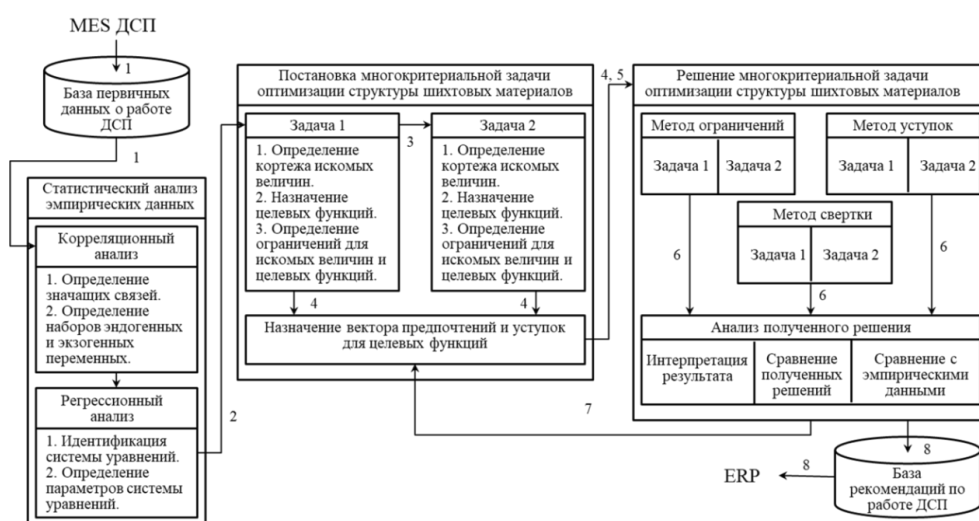 MES ДСП
1
База первичных
данных о работе
ДСП
1
Статистический анализ
эмпирических данных
Корреляционный
анализ
1. Определение
значащих связей.
2. Определение
наборов эндогенных
и экзогенных
переменных.
Регрессионный
анализ
1. Идентификация
системы уравнений.
2. Определение
параметров системы
уравнений.
2
Постановка многокритериальной задачи
оптимизации структуры шихтовых материалов
Задача 1
1. Определение
кортежа искомых
величин.
2. Назначение
целевых функций.
3. Определение
ограничений для
искомых величин и
целевых функций.
3
Задача 2
1. Определение
кортежа искомых
величин.
2. Назначение
целевых функций.
3. Определение
ограничений для
искомых величин и
целевых функций.
4
4
Назначение вектора предпочтений и уступок
для целевых функций
4, 5
Решение многокритериальной задачи
оптимизации структуры шихтовых материалов
Метод ограничений
Задача 1
Задача 2
Метод уступок
Задача 1
Задача 2
Метод свертки
Задача 1
Задача 2
6
6
6
Анализ полученного решения
Интерпретация
результата
Сравнение
полученных
решений
Сравнение с
эмпирическими
данными
7
8
База
рекомендаций по
работе ДСП
8
ERP